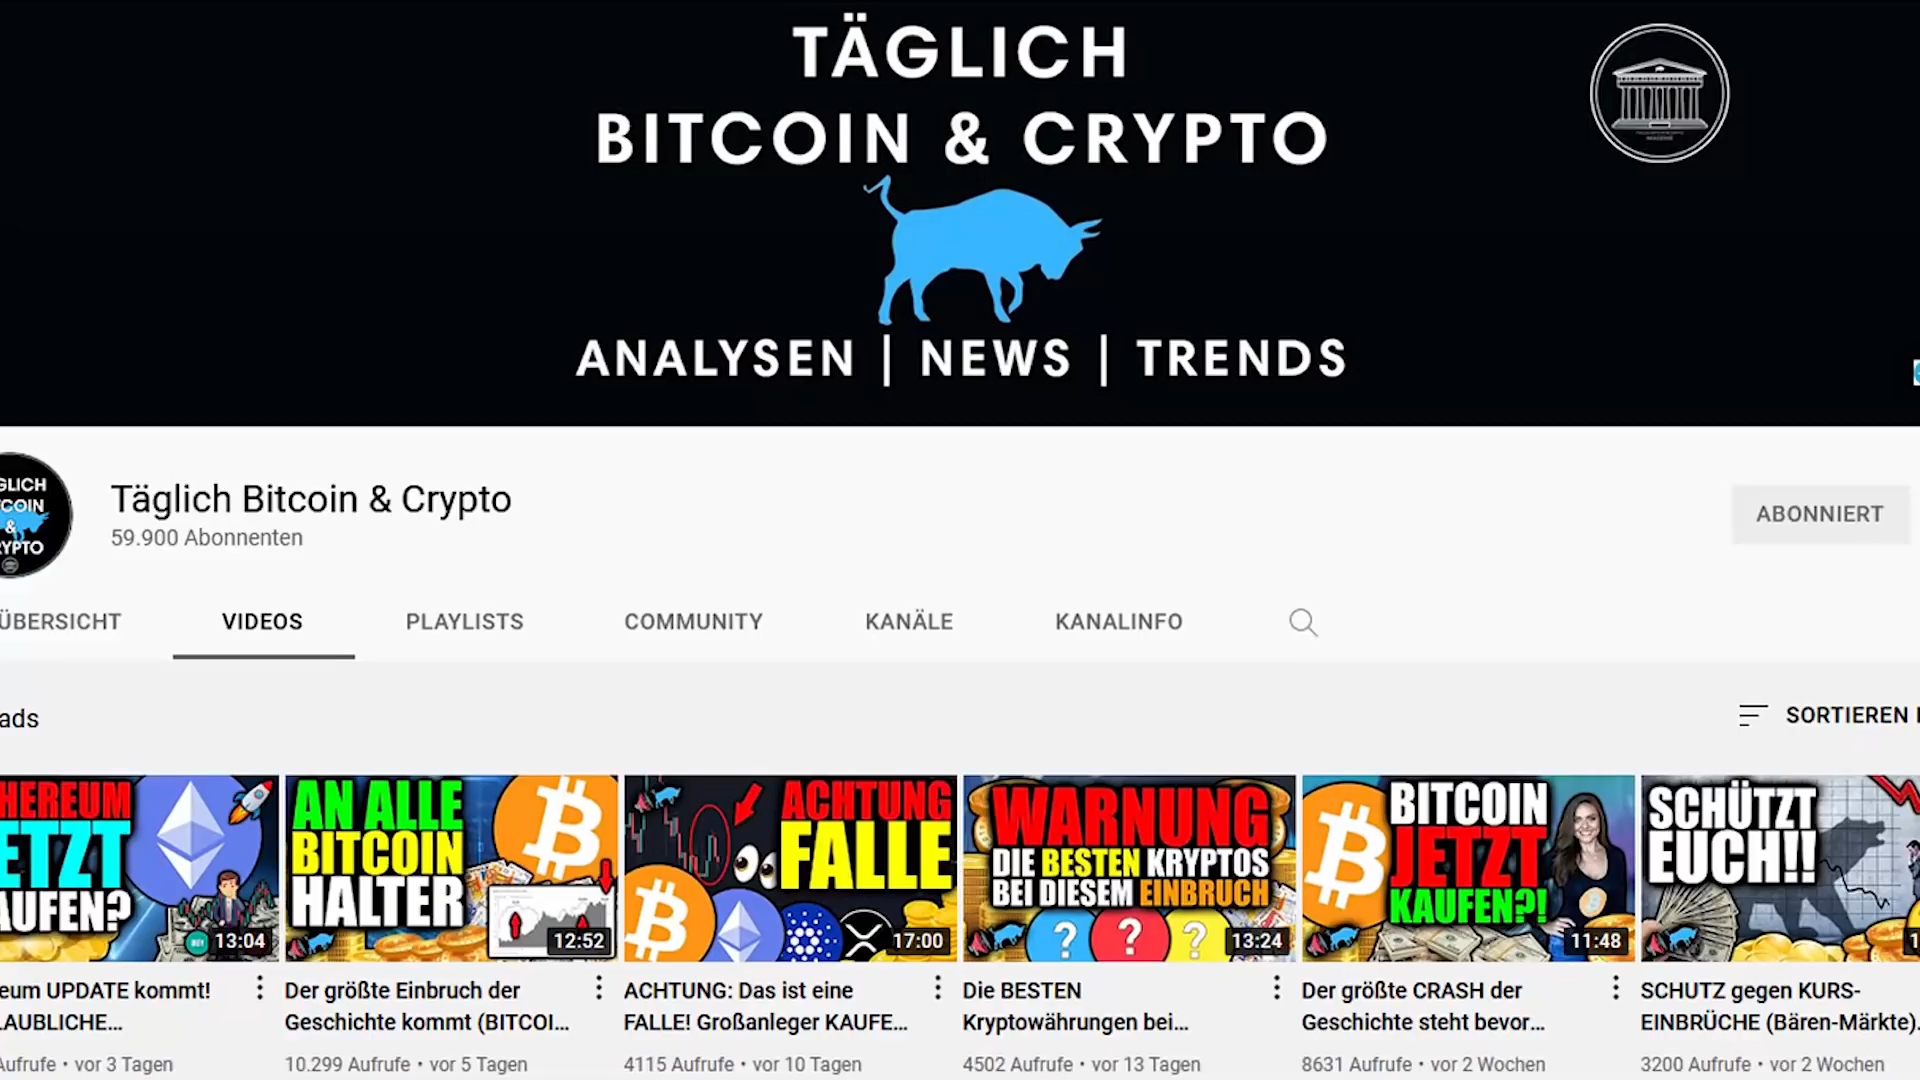 TÄGLICH
BITCOIN & CRYPTO
ANALYSEN | NEWS | TRENDS
GLICH
COIN
&
RYPTO
Täglich Bitcoin & Crypto
59.900 Abonnenten
ABONNIERT
ÜBERSICHT
VIDEOS
PLAYLISTS
COMMUNITY
KANÄLE
KANALINFO
ads
SORTIEREN
HEREUM
ETZT
AUFEN?
13:04
AN ALLE
BITCOIN
HALTER
12:52
ACHTUNG
FALLE
17:00
WARNUNG
DIE BESTEN KRYPTOS
BEI DIESEM EINBRUCH
? ? ?
13:24
BITCOIN
JETZT
KAUFEN?!
11:48
SCHÜTZT
EUCH!!
1
eum UPDATE kommt!
LAUBLICHE...
Aufrufe • vor 3 Tagen
Der größte Einbruch der
Geschichte kommt (BITCOI...
10.299 Aufrufe • vor 5 Tagen
ACHTUNG: Das ist eine
FALLE! Großanleger KAUFE...
4115 Aufrufe • vor 10 Tagen
Die BESTEN
Kryptowährungen bei...
4502 Aufrufe • vor 13 Tagen
Der größte CRASH der
Geschichte steht bevor...
8631 Aufrufe • vor 2 Wochen
SCHUTZ gegen KURS-
EINBRÜCHE (Bären-Märkte).
3200 Aufrufe • vor 2 Wochen